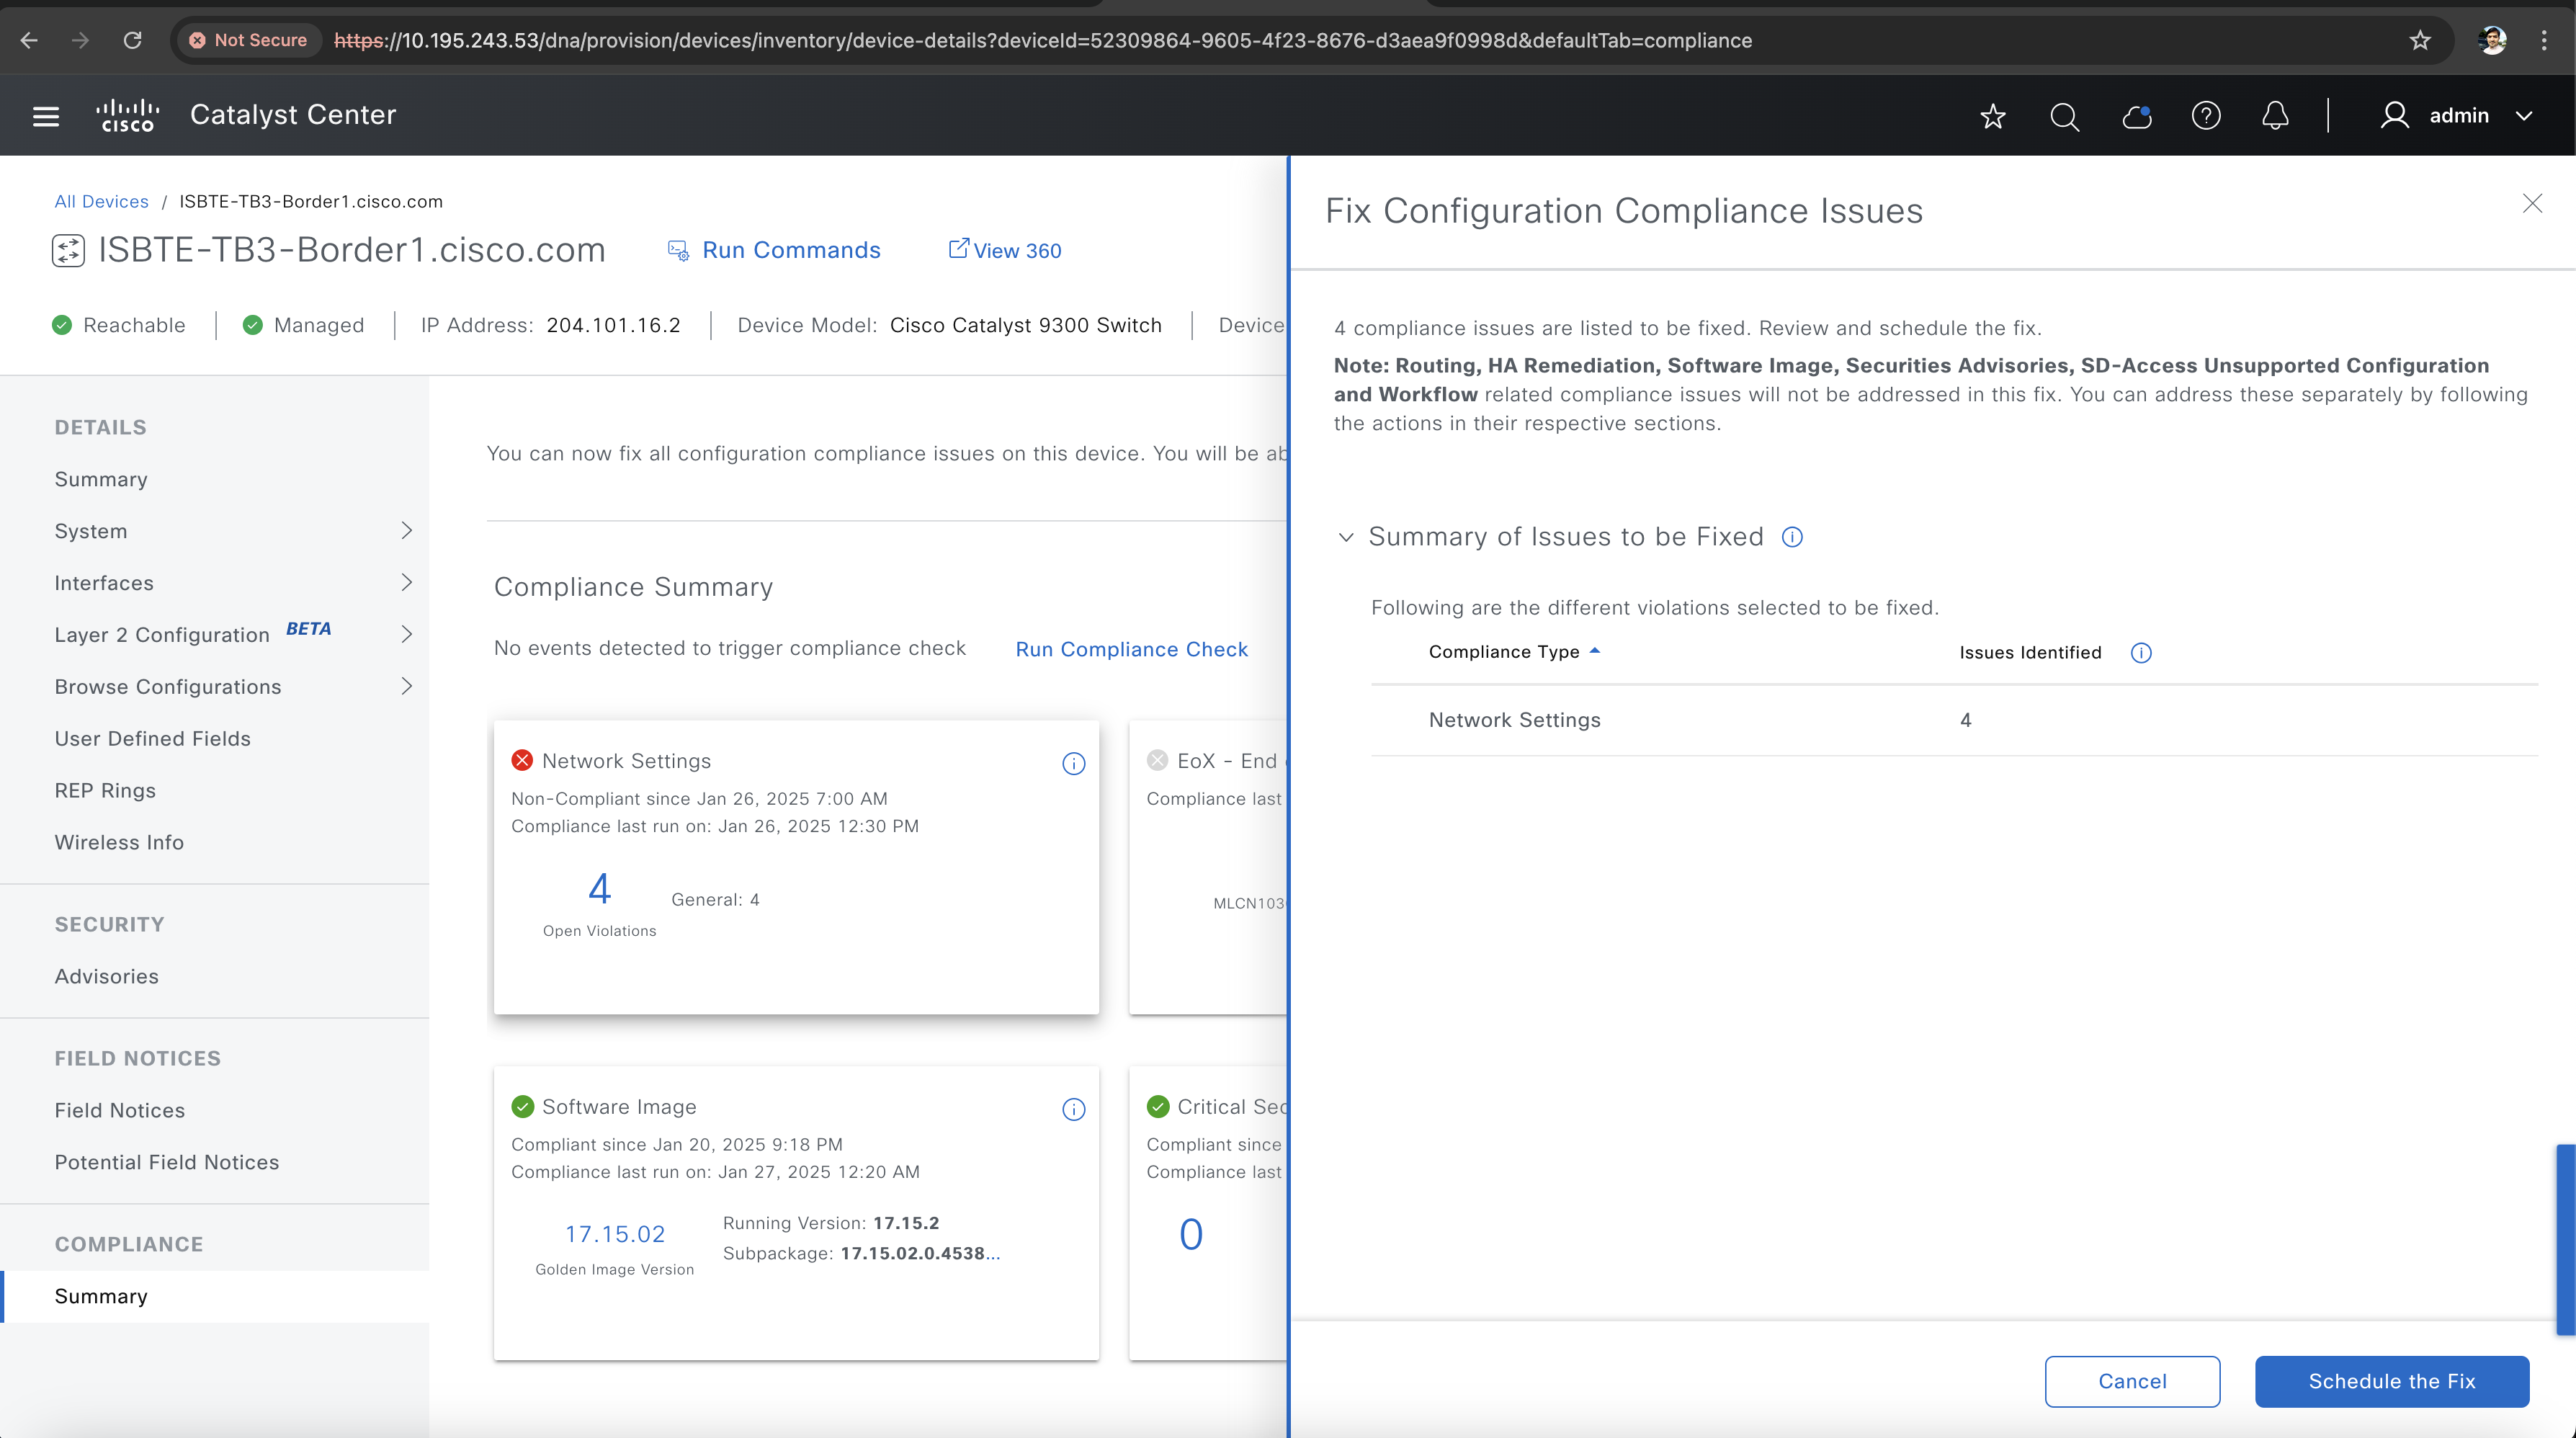 Not Secure https://10.195.243.53/dna/provision/devices/inventory/device-details?deviceId=52309864-9605-4f23-8676-d3aea9f0998d&defaultTab=compliance
CISCO Catalyst Center
admin
All Devices / ISBTE-TB3-Border1.cisco.com
ISBTE-TB3-Border1.cisco.com Run Commands View 360
Reachable Managed IP Address: 204.101.16.2 Device Model: Cisco Catalyst 9300 Switch Device
DETAILS
Summary
System
Interfaces
Layer 2 Configuration BETA
Browse Configurations
User Defined Fields
REP Rings
Wireless Info
SECURITY
Advisories
FIELD NOTICES
Field Notices
Potential Field Notices
COMPLIANCE
Summary
You can now fix all configuration compliance issues on this device. You will be ab
Compliance Summary
No events detected to trigger compliance check Run Compliance Check
Network Settings
Non-Compliant since Jan 26, 2025 7:00 AM
Compliance last run on: Jan 26, 2025 12:30 PM
4 General: 4
Open Violations
EoX - End
Compliance last
MLCN103
Software Image
Compliant since Jan 20, 2025 9:18 PM
Compliance last run on: Jan 27, 2025 12:20 AM
17.15.02
Golden Image Version
Running Version: 17.15.2
Subpackage: 17.15.02.0.4538...
Critical Sec
Compliant since
Compliance last
0
Fix Configuration Compliance Issues
4 compliance issues are listed to be fixed. Review and schedule the fix.
Note: Routing, HA Remediation, Software Image, Securities Advisories, SD-Access Unsupported Configuration
and Workflow related compliance issues will not be addressed in this fix. You can address these separately by following
the actions in their respective sections.
Summary of Issues to be Fixed
Following are the different violations selected to be fixed.
Compliance Type Issues Identified
Network Settings 4
Cancel Schedule the Fix